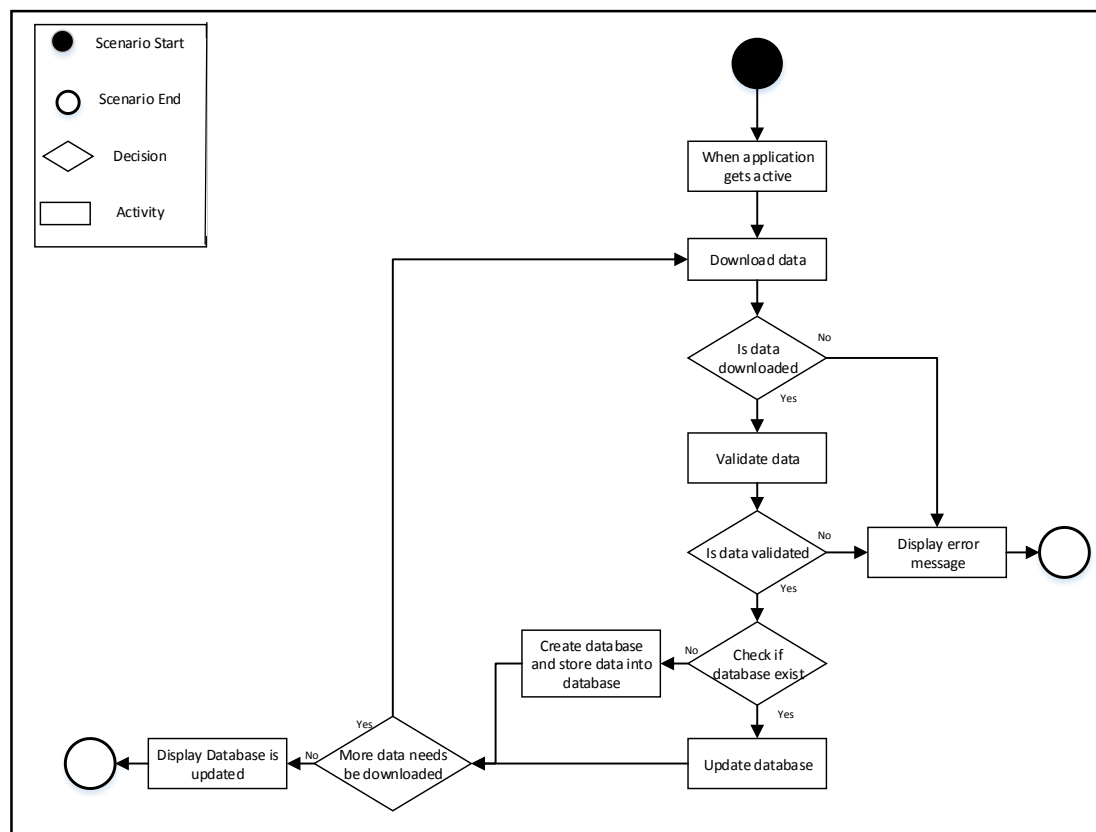 Scenario Start
Scenario End
Decision
Activity
When application
gets active
Download data
Is data
downloaded
No
Yes
Validate data
Is data validated
No
Yes
Display error
message
Check if
database exist
No
Yes
Create database
and store data into
database
Update database
More data needs
be downloaded
Yes
No
Display Database is
updated